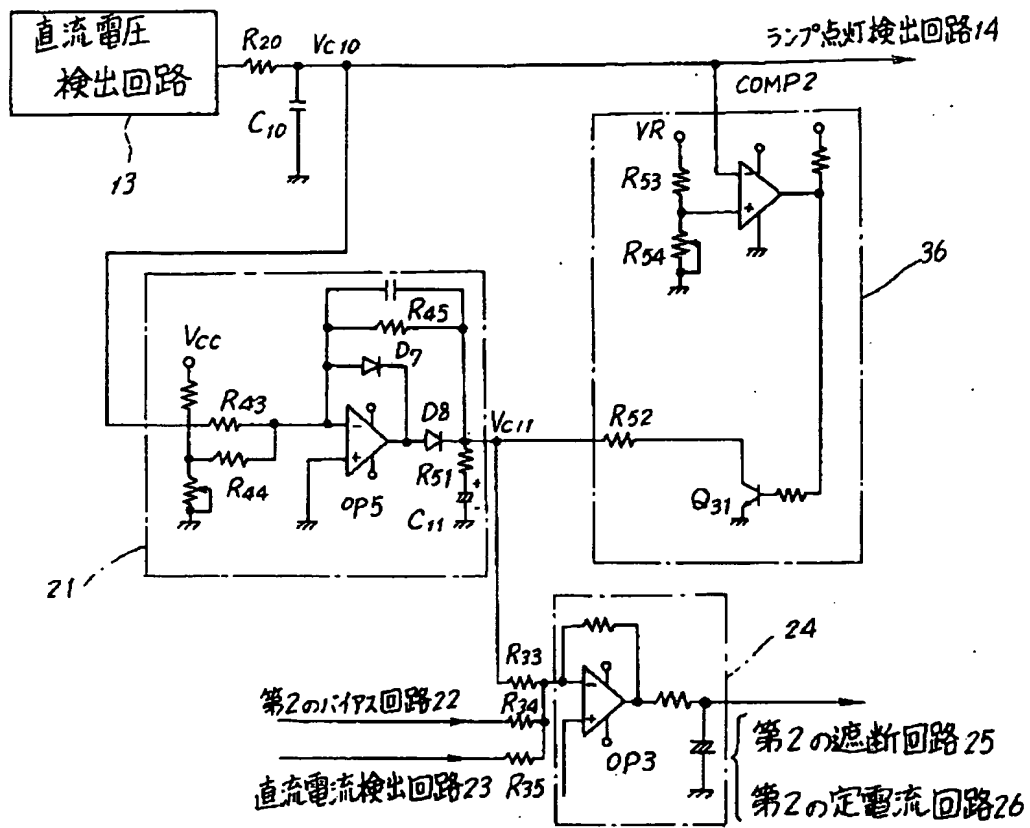 直流電圧
検出回路
R20
VC10
ランプ点灯検出回路14
C10
13
COMP2
VR
R53
R54
36
VCC
R43
R44
R45
D7
D8
VC11
R51
OP5
C11
R52
Q31
21
24
R33
第2のバイアス回路22
R34
直流電流検出回路23
R35
OP3
第2の遮断回路25
第2の定電流回路26